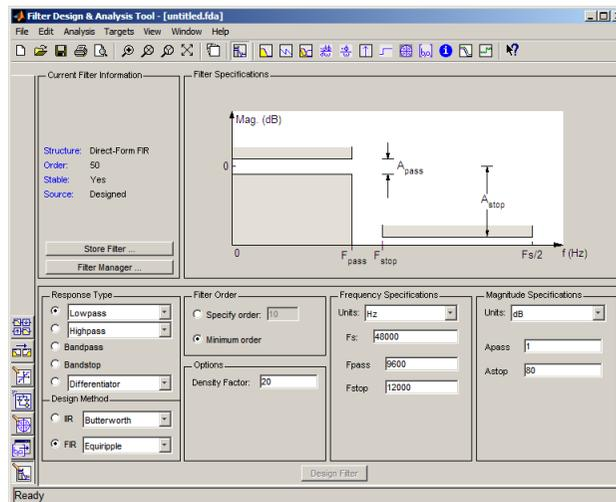 Filter Design & Analysis Tool - [untitled.fda]
File Edit Analysis Targets View Window Help
Current Filter Information
Structure: Direct-Form FIR
Order: 50
Stable: Yes
Source: Designed
Store Filter ...
Filter Manager ...
Filter Specifications
Mag. (dB)
0
A pass
A stop
0
F pass
F stop
Fs/2
f (Hz)
Response Type
Lowpass
Highpass
Bandpass
Bandstop
Differentiator
Design Method
IIR Butterworth
FIR Equiripple
Filter Order
Specify order: 10
Minimum order
Options
Density Factor: 20
Frequency Specifications
Units: Hz
Fs: 48000
Fpass 9600
Fstop 12000
Magnitude Specifications
Units: dB
Apass 1
Astop 80
Design Filter
Ready